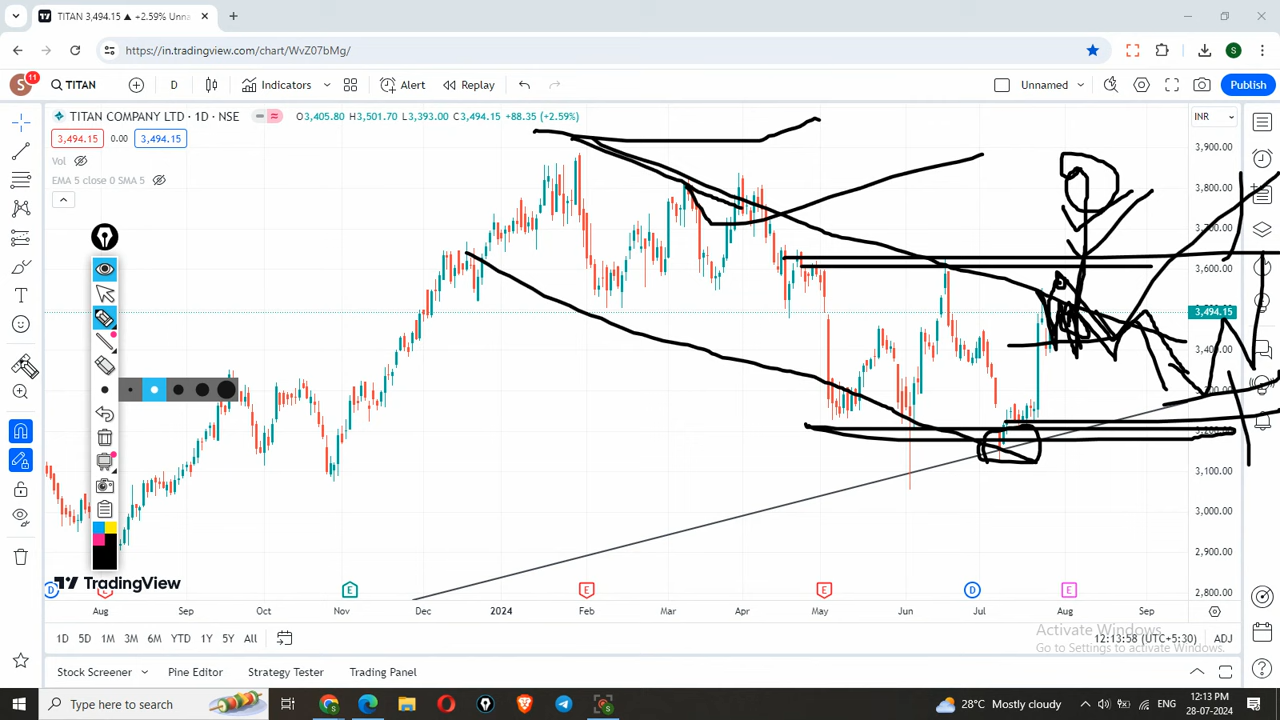 TITAN 3,494.15 ▲ +2.59% Unna
https://in.tradingview.com/chart/WvZ07bMg/
S
S 11
TITAN
D
Indicators
Alert
Replay
Unnamed
Publish
TITAN COMPANY LTD · 1D · NSE
O3,405.80 H3,501.70 L3,393.00 C3,494.15 +88.35 (+2.59%)
INR
3,494.15 0.00 3,494.15
Vol
EMA 5 close 0 SMA 5
3,900.00
3,800.00
3,700.00
3,600.00
3,494.15
3,400.00
3,300.00
3,200.00
3,100.00
3,000.00
2,900.00
2,800.00
TradingView
D E E E D E
Aug Sep Oct Nov Dec 2024 Feb Mar Apr May Jun Jul Aug Sep
1D 5D 1M 3M 6M YTD 1Y 5Y All
12:13:58 (UTC+5:30) ADJ
Activate Windows
Go to Settings to activate Windows.
Stock Screener Pine Editor Strategy Tester Trading Panel
Type here to search
28°C Mostly cloudy
ENG
12:13 PM
28-07-2024